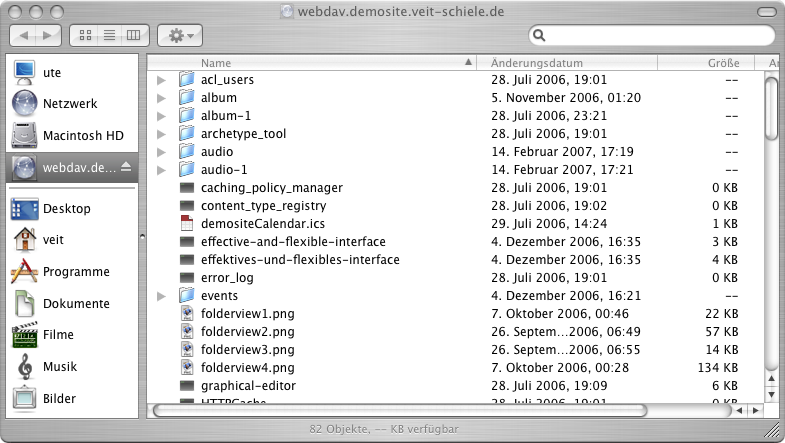 webdav.demosite.veit-schiele.de
Name Änderungsdatum Größe Ar
ute
Netzwerk
Macintosh HD
webdav.de...
Desktop
veit
Programme
Dokumente
Filme
Musik
Bilder
acl_users 28. Juli 2006, 19:01 --
album 5. November 2006, 01:20 --
album-1 28. Juli 2006, 23:21 --
archetype_tool 28. Juli 2006, 19:01 --
audio 14. Februar 2007, 17:19 --
audio-1 14. Februar 2007, 17:21 --
caching_policy_manager 28. Juli 2006, 19:01 0 KB
content_type_registry 28. Juli 2006, 19:02 0 KB
demositeCalendar.ics 29. Juli 2006, 14:24 1 KB
effective-and-flexible-interface 4. Dezember 2006, 16:35 3 KB
effektives-und-flexibles-interface 4. Dezember 2006, 16:35 4 KB
error_log 28. Juli 2006, 19:01 0 KB
events 4. Dezember 2006, 16:21 --
folderview1.png 7. Oktober 2006, 00:46 22 KB
folderview2.png 26. Septem...2006, 06:49 57 KB
folderview3.png 26. Septem...2006, 06:55 14 KB
folderview4.png 7. Oktober 2006, 00:28 134 KB
graphical-editor 28. Juli 2006, 19:09 6 KB
HTTPCache 28. Juli 2006, 19:01 0 KB
82 Objekte, -- KB verfügbar